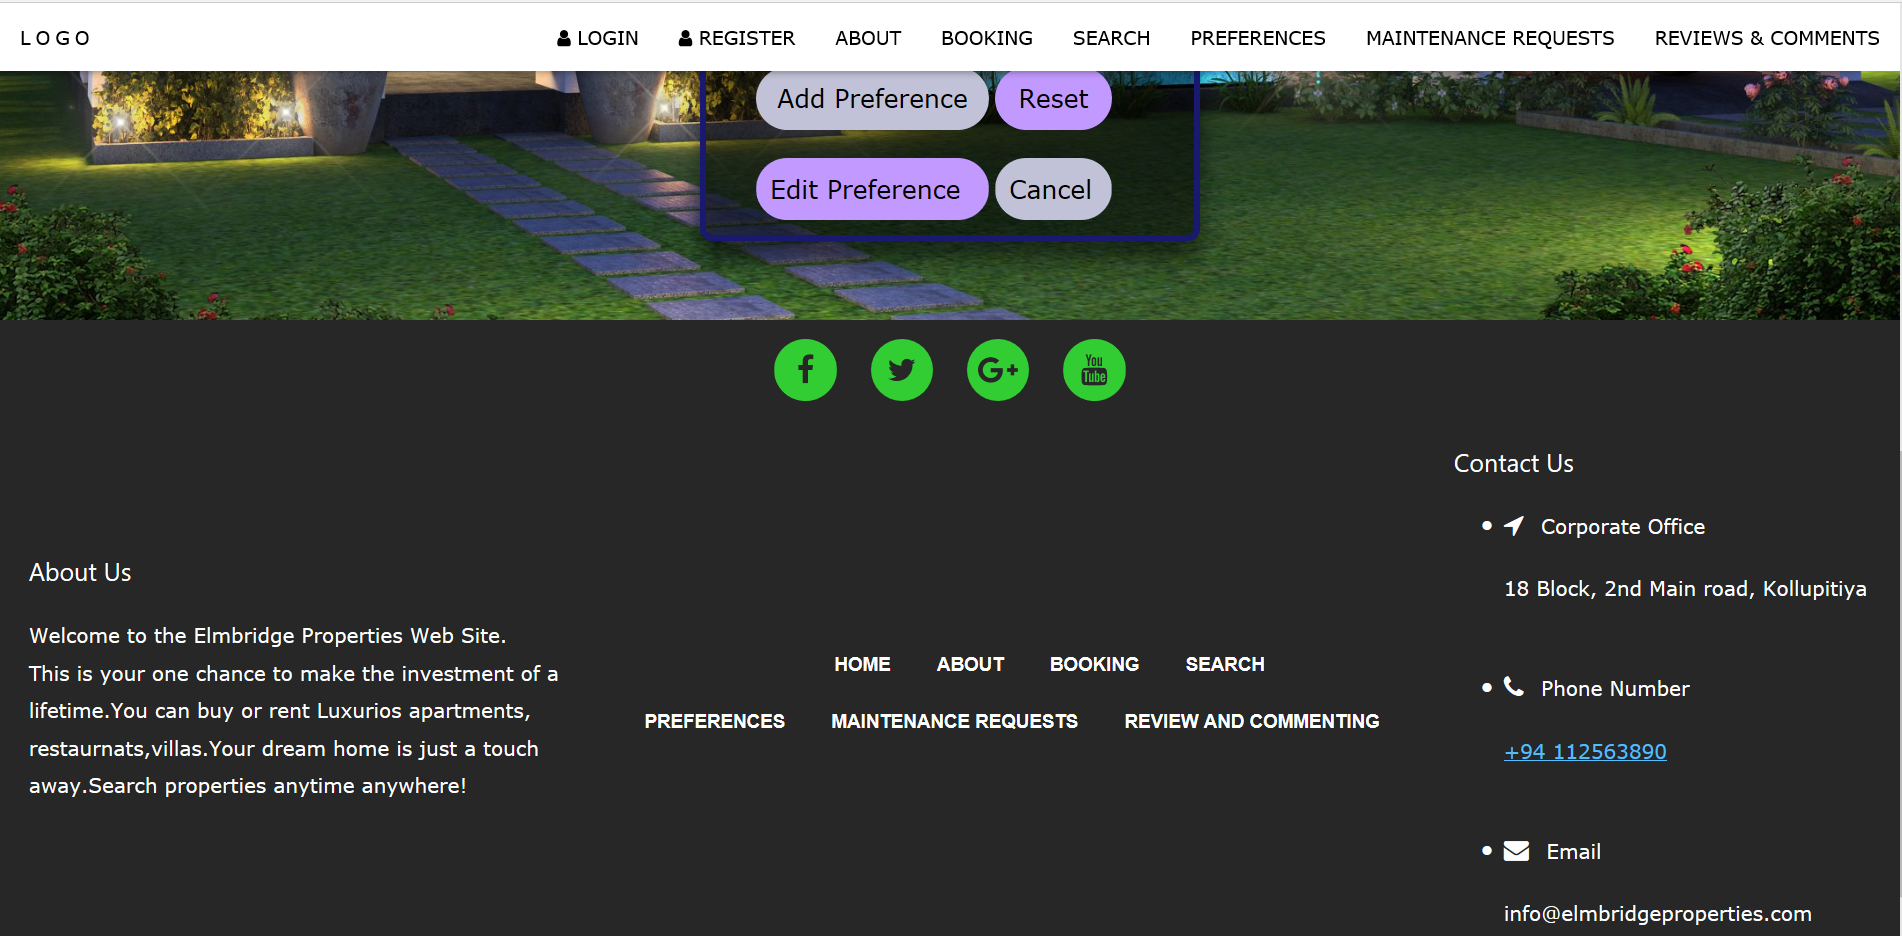 LOGO LOGIN REGISTER ABOUT BOOKING SEARCH PREFERENCES MAINTENANCE REQUESTS REVIEWS & COMMENTS
Add Preference Reset
Edit Preference Cancel
You
Tube
About Us
Welcome to the Elmbridge Properties Web Site.
This is your one chance to make the investment of a
lifetime.You can buy or rent Luxurios apartments,
restaurnats,villas.Your dream home is just a touch
away.Search properties anytime anywhere!
HOME ABOUT BOOKING SEARCH
PREFERENCES MAINTENANCE REQUESTS REVIEW AND COMMENTING
Contact Us
Corporate Office
18 Block, 2nd Main road, Kollupitiya
Phone Number
+94 112563890
Email
info@elmbridgeproperties.com